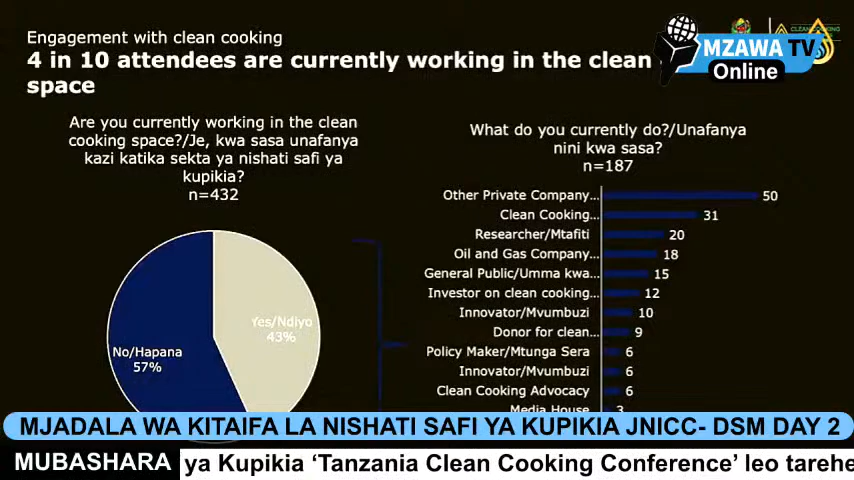 Engagement with clean cooking
4 in 10 attendees are currently working in the clean
space
MZAWA TV
Online
CLEAN COOKING
Are you currently working in the clean
cooking space?/Je, kwa sasa unafanya
kazi katika sekta ya nishati safi ya
kupikia?
n=432
Yes/Ndiyo
43%
No/Hapana
57%
What do you currently do?/Unafanya
nini kwa sasa?
n=187
Other Private Company... 50
Clean Cooking... 31
Researcher/Mtafiti 20
Oil and Gas Company... 18
General Public/Umma kwa... 15
Investor on clean cooking... 12
Innovator/Mvumbuzi 10
Donor for clean... 9
Policy Maker/Mtunga Sera 6
Innovator/Mvumbuzi 6
Clean Cooking Advocacy 6
Media House 3
MJADALA WA KITAIFA LA NISHATI SAFI YA KUPIKIA JNICC- DSM DAY 2
MUBASHARA ya Kupikia ‘Tanzania Clean Cooking Conference’ leo tarehe